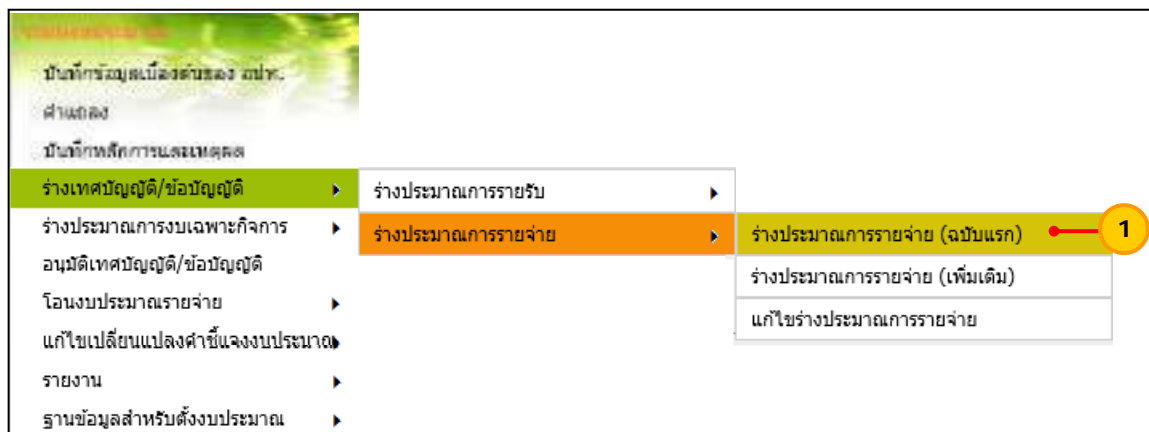 บันทึกข้อมูลเบื้องต้นของ อปท.
คำแถลง
บันทึกหลักการและเหตุผล
ร่างเทศบัญญัติ/ข้อบัญญัติ
ร่างประมาณการรายรับ
ร่างประมาณการงบเฉพาะกิจการ
ร่างประมาณการรายจ่าย
ร่างประมาณการรายจ่าย (ฉบับแรก)
1
อนุมัติเทศบัญญัติ/ข้อบัญญัติ
ร่างประมาณการรายจ่าย (เพิ่มเติม)
โอนงบประมาณรายจ่าย
แก้ไขร่างประมาณการรายจ่าย
แก้ไขเปลี่ยนแปลงคำชี้แจงงบประมาณ
รายงาน
ฐานข้อมูลสำหรับตั้งงบประมาณ